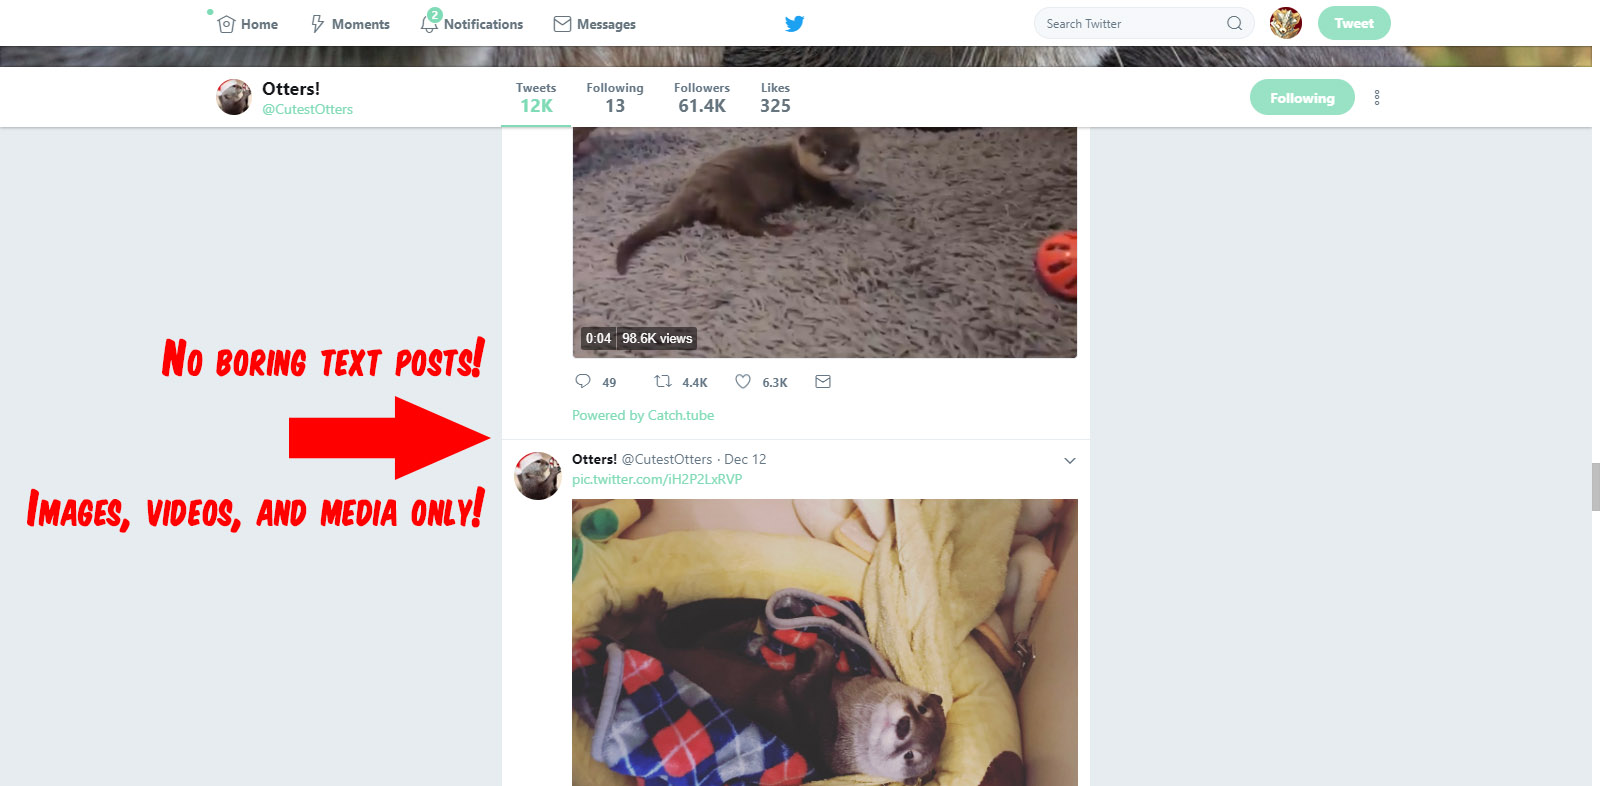 Home Moments 2 Notifications Messages Search Twitter Tweet
Otters!
@CutestOtters
Tweets Following Followers Likes
12K 13 61.4K 325
Following
0:04 98.6K views
49 4.4K 6.3K
Powered by Catch.tube
No boring text posts!
Images, videos, and media only!
Otters! @CutestOtters · Dec 12
pic.twitter.com/iH2P2LxRVP